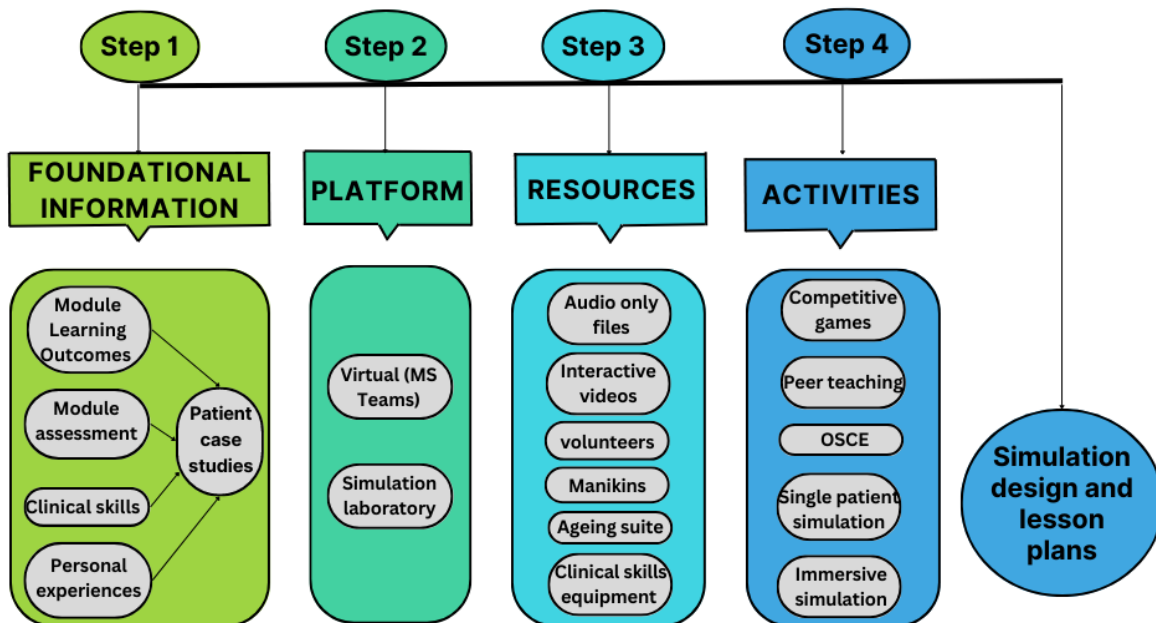 Step 1
Step 2
Step 3
Step 4
FOUNDATIONAL
INFORMATION
PLATFORM
RESOURCES
ACTIVITIES
Module
Learning
Outcomes
Module
assessment
Clinical skills
Personal
experiences
Patient
case
studies
Virtual (MS
Teams)
Simulation
laboratory
Audio only
files
Interactive
videos
volunteers
Manikins
Ageing suite
Clinical skills
equipment
Competitive
games
Peer teaching
OSCE
Single patient
simulation
Immersive
simulation
Simulation
design and
lesson
plans